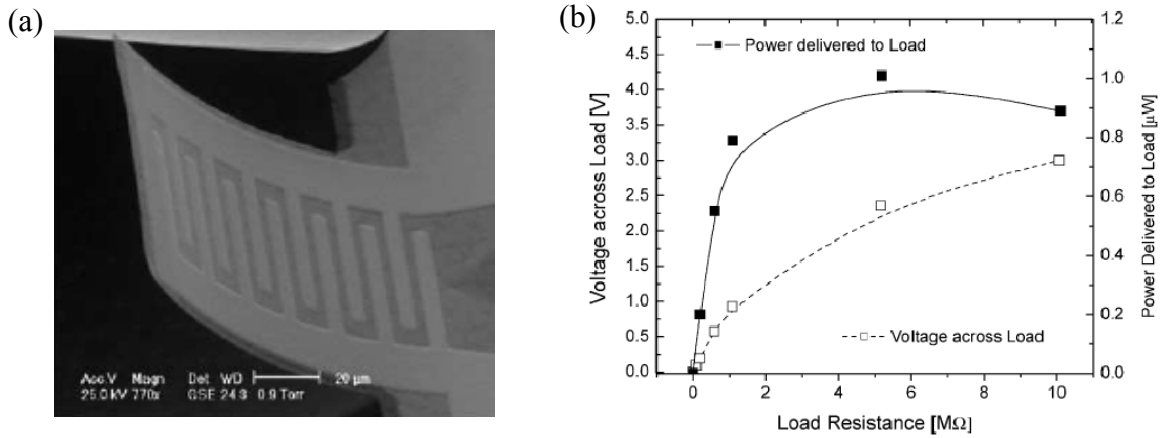 (a)
Acc.V Magn Det WD 20 µm
25.0 kV 770x GSE 24.3 0.9 Torr
(b)
Voltage across Load [V]
5.0
4.5
4.0
3.5
3.0
2.5
2.0
1.5
1.0
0.5
0.0
Power delivered to Load
Voltage across Load
1.2
1.0
0.8
0.6
0.4
0.2
0.0
Power Delivered to Load [µW]
0 2 4 6 8 10
Load Resistance [MΩ]